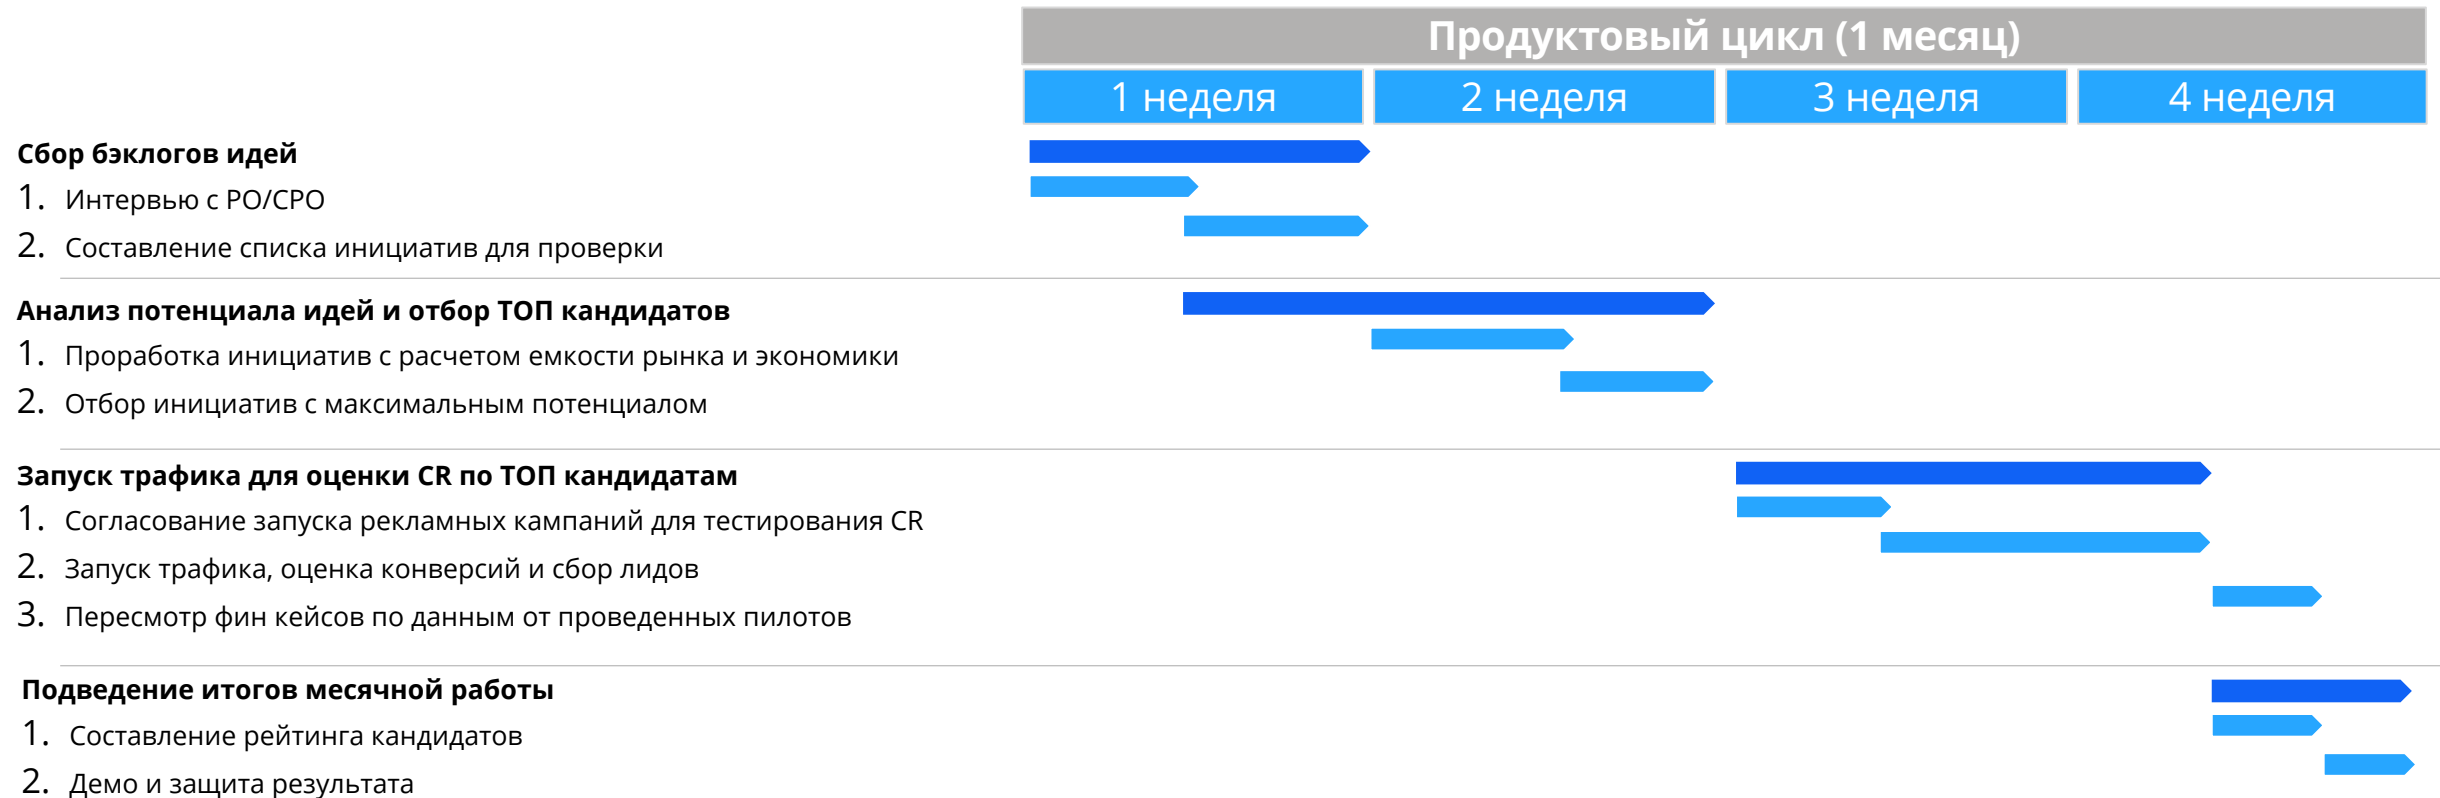 Продуктовый цикл (1 месяц)
1 неделя 2 неделя 3 неделя 4 неделя
Сбор бэклогов идей
1. Интервью с PO/CPO
2. Составление списка инициатив для проверки
Анализ потенциала идей и отбор ТОП кандидатов
1. Проработка инициатив с расчетом емкости рынка и экономики
2. Отбор инициатив с максимальным потенциалом
Запуск трафика для оценки CR по ТОП кандидатам
1. Согласование запуска рекламных кампаний для тестирования CR
2. Запуск трафика, оценка конверсий и сбор лидов
3. Пересмотр фин кейсов по данным от проведенных пилотов
Подведение итогов месячной работы
1. Составление рейтинга кандидатов
2. Демо и защита результата